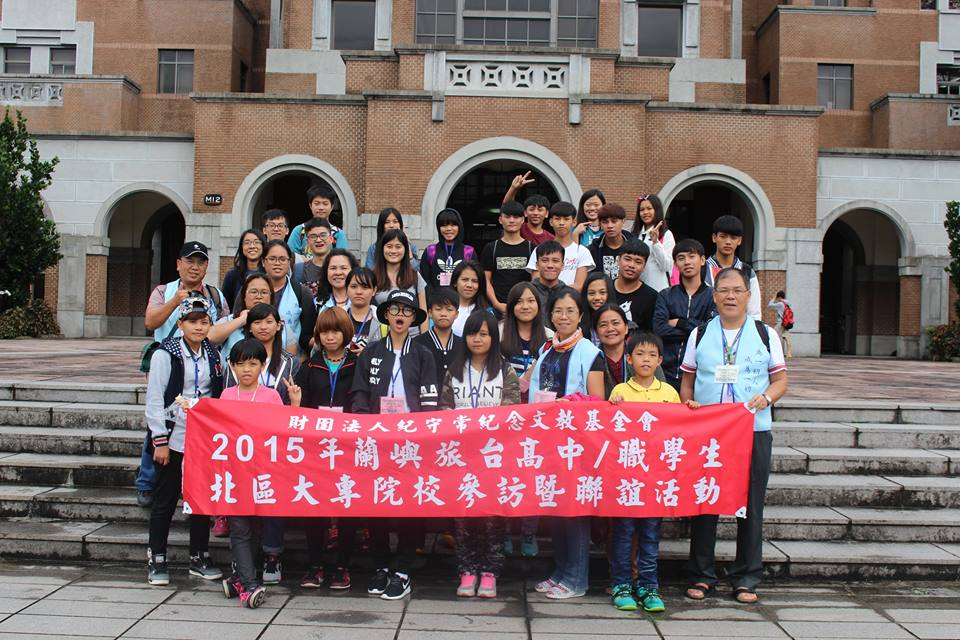 M12
財團法人紀守常紀念文教基金會
2015年蘭嶼旅台高中/職學生
北區大專院校參訪暨聯誼活動
RIANT